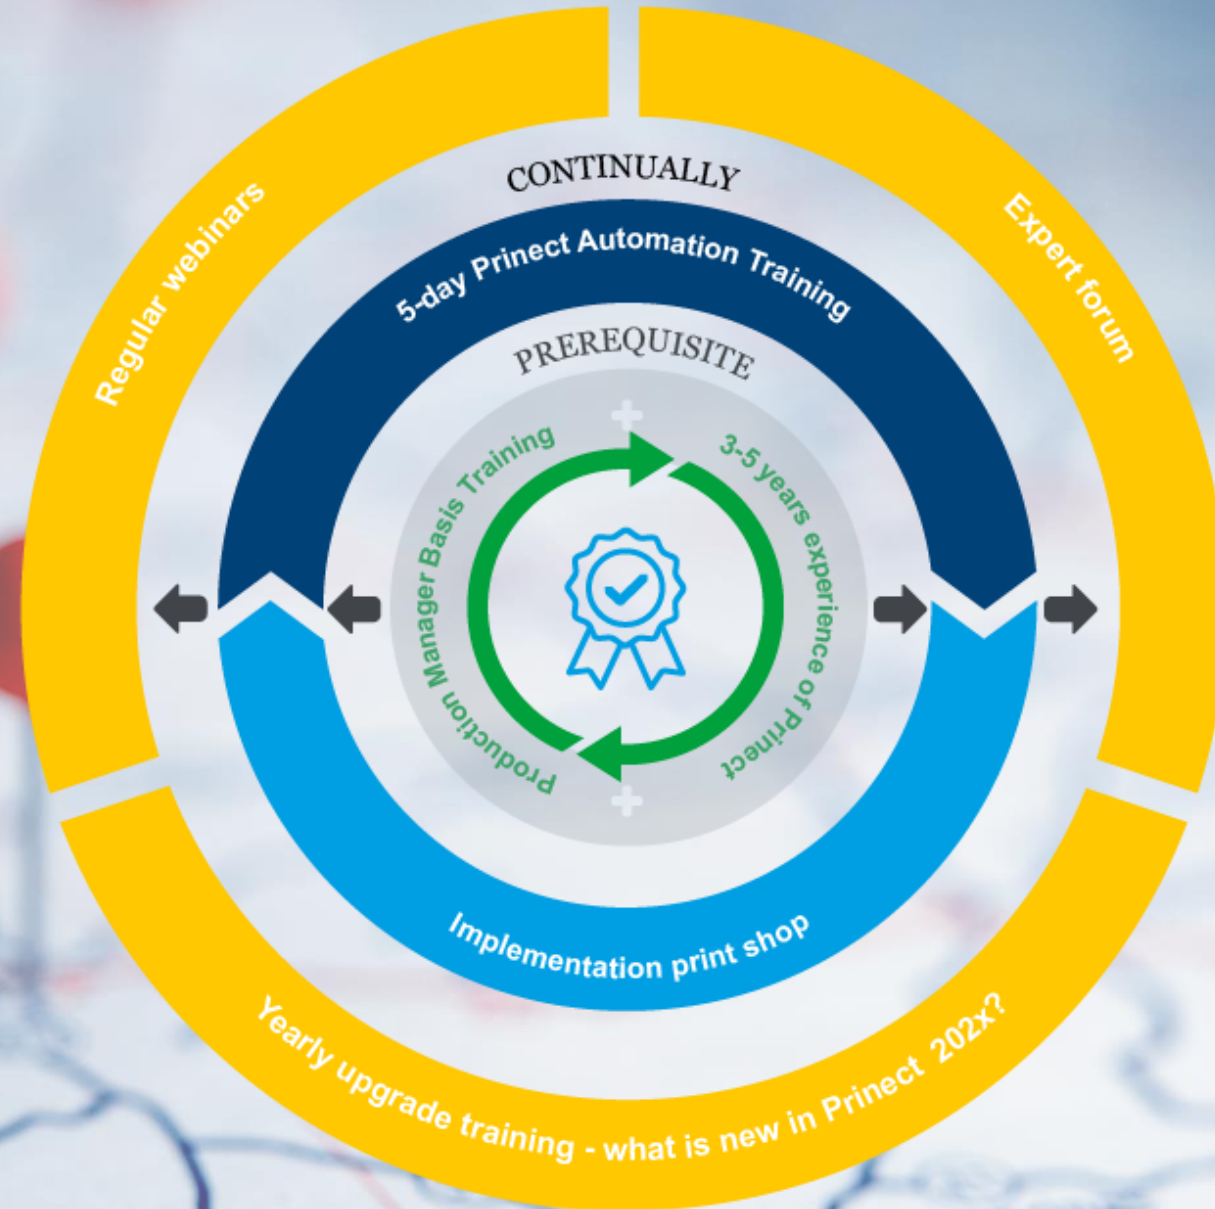 Regular webinars
Expert forum
CONTINUALLY
5-day Prinect Automation Training
PREREQUISITE
Production Manager Basis Training
3-5 years experience of Prinect
Implementation print shop
Yearly upgrade training - what is new in Prinect 202x?